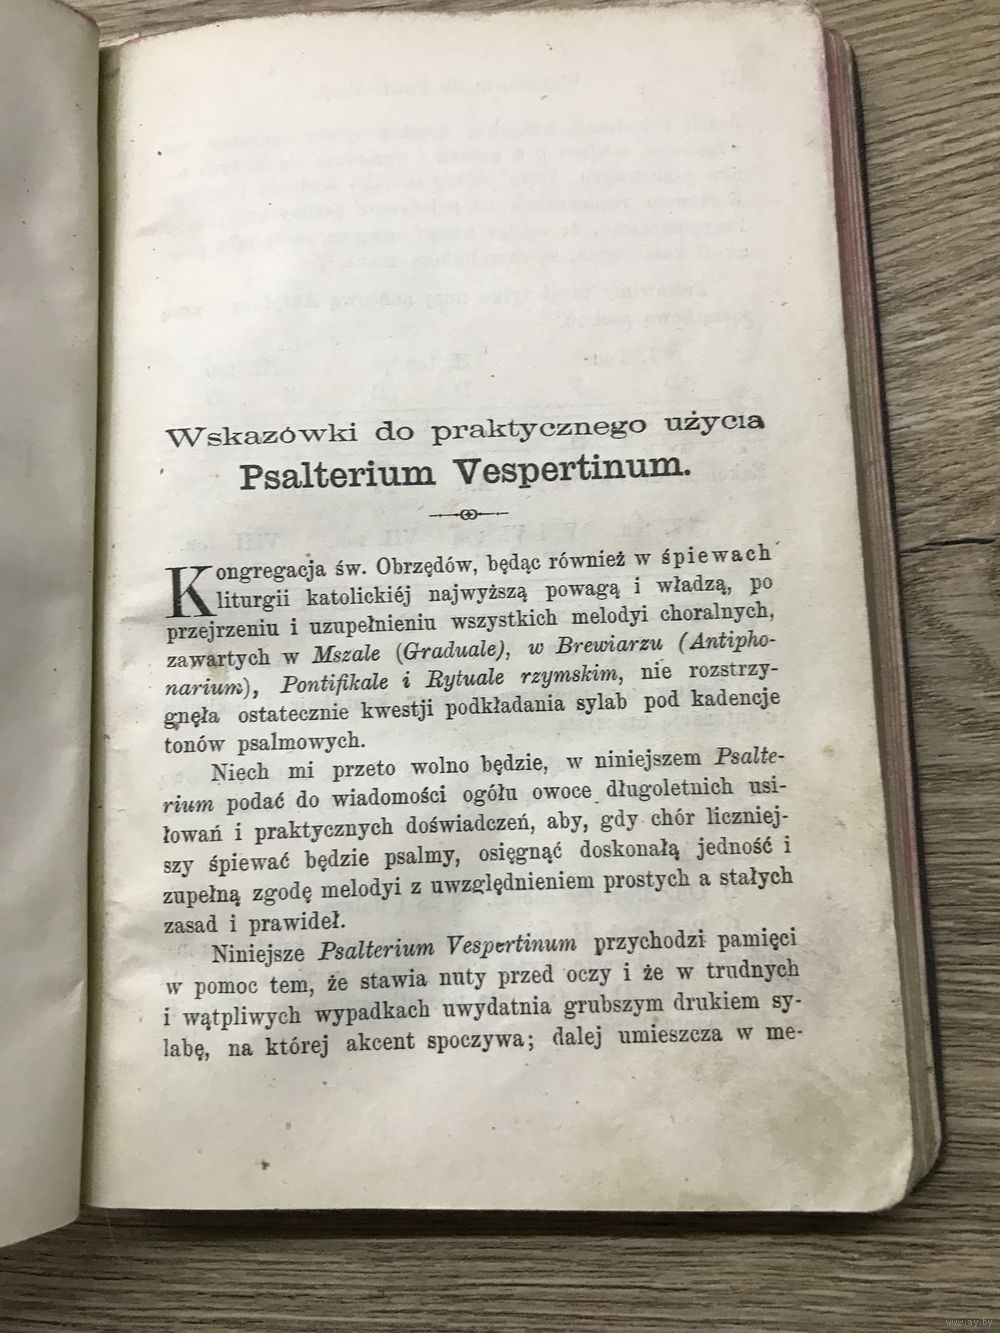 Wskazówki do praktycznego użycia
Psalterium Vespertinum.
Kongregacja św. Obrzędów, będąc również w śpiewach
liturgii katolickiéj najwyższą powagą i władzą, po
przejrzeniu i uzupełnieniu wszystkich melodyi choralnych,
zawartych w Mszale (Graduale), w Brewiarzu (Antipho-
narium), Pontifikale i Rytuale rzymskim, nie rozstrzy-
gnęła ostatecznie kwestji podkładania sylab pod kadencje
tonów psalmowych.
Niech mi przeto wolno będzie, w niniejszem Psalte-
rium podać do wiadomości ogółu owoce długoletnich usi-
łowań i praktycznych doświadczeń, aby, gdy chór liczniej-
szy śpiewać będzie psalmy, osięgnąć doskonałą jedność i
zupełną zgodę melodyi z uwzględnieniem prostych a stałych
zasad i prawideł.
Niniejsze Psalterium Vespertinum przychodzi pamięci
w pomoc tem, że stawia nuty przed oczy i że w trudnych
i wątpliwych wypadkach uwydatnia grubszym drukiem sy-
labę, na której akcent spoczywa; dalej umieszcza w me-
www.ay.by